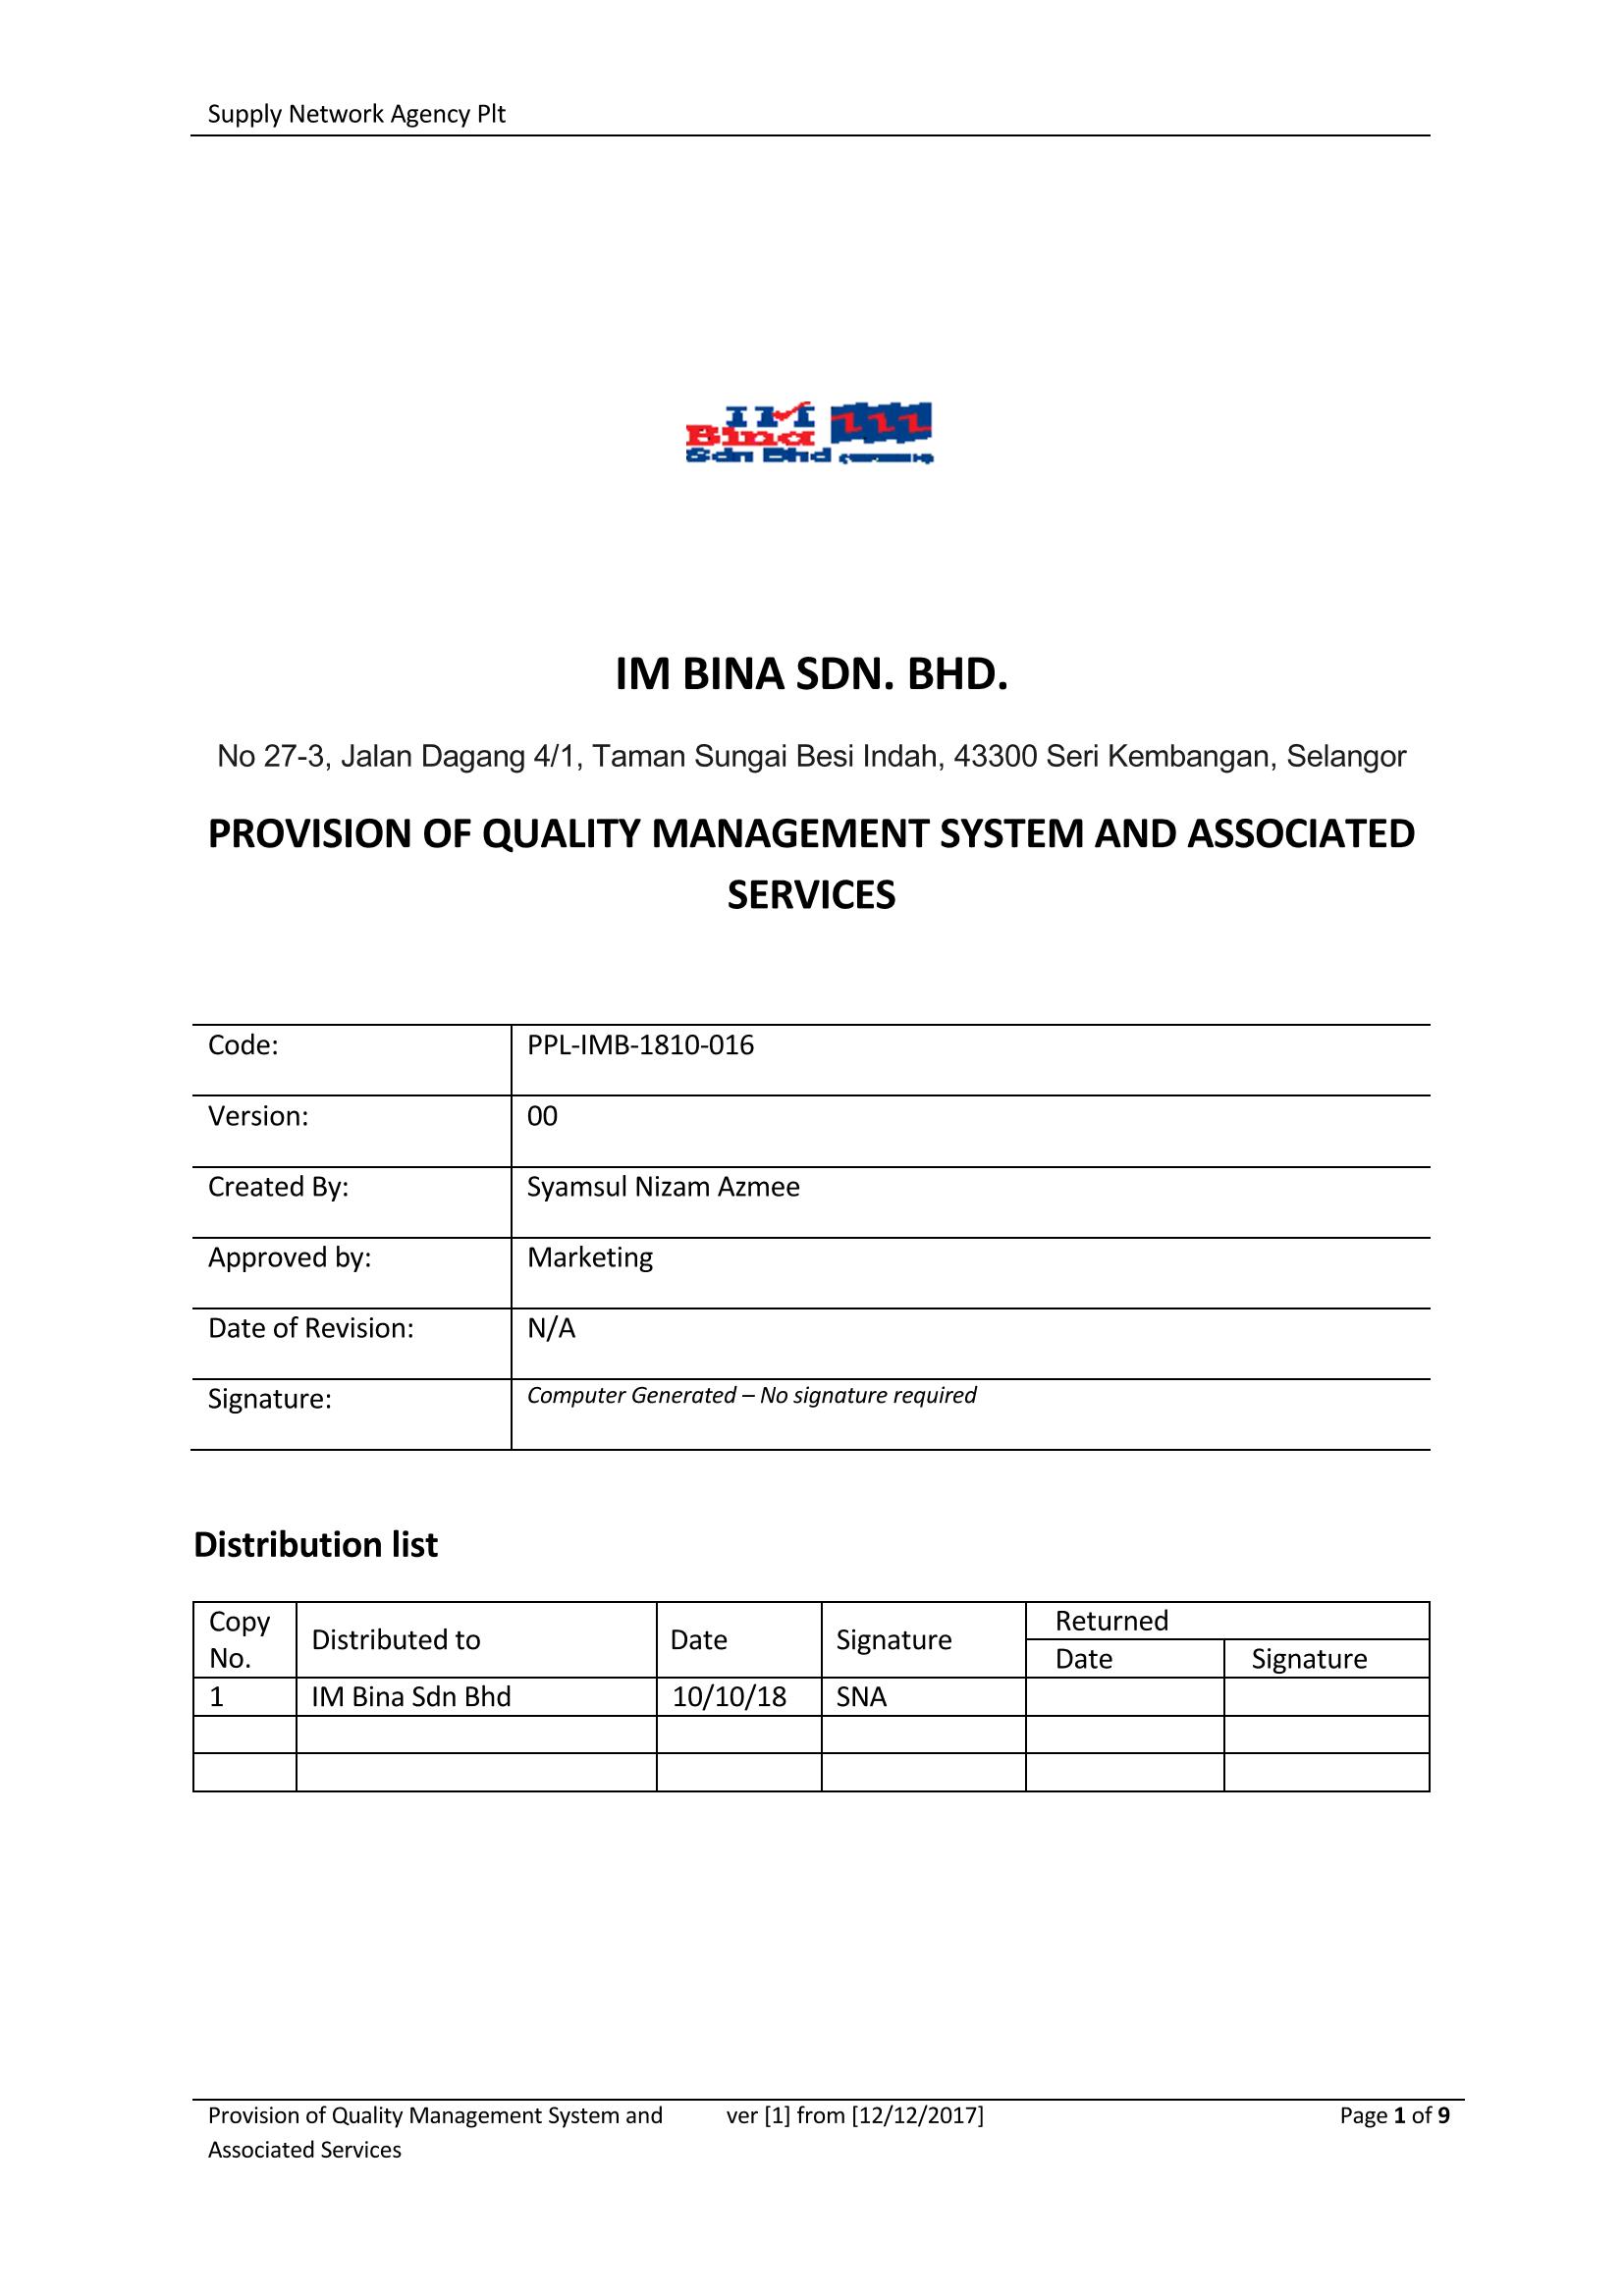 Supply Network Agency Plt
IM
Bina
Sdn Bhd
IM BINA SDN. BHD.
No 27-3, Jalan Dagang 4/1, Taman Sungai Besi Indah, 43300 Seri Kembangan, Selangor
PROVISION OF QUALITY MANAGEMENT SYSTEM AND ASSOCIATED
SERVICES
Code: PPL-IMB-1810-016
Version: 00
Created By: Syamsul Nizam Azmee
Approved by: Marketing
Date of Revision: N/A
Signature: Computer Generated – No signature required
Distribution list
Copy No. Distributed to Date Signature Returned
Date Signature
1 IM Bina Sdn Bhd 10/10/18 SNA
Provision of Quality Management System and ver [1] from [12/12/2017] Page 1 of 9
Associated Services